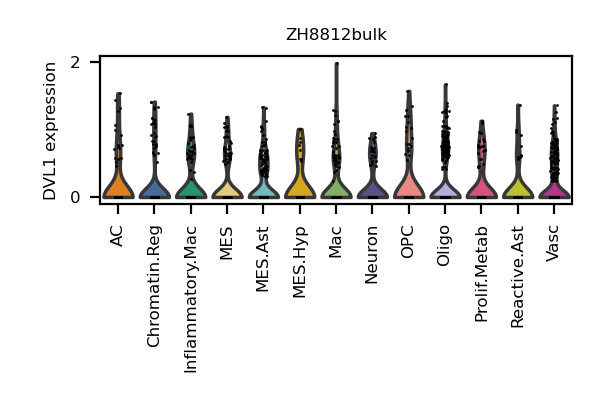 ZH8812bulk
DVL1 expression
2
0
AC
Chromatin.Reg
Inflammatory.Mac
MES
MES.Ast
MES.Hyp
Mac
Neuron
OPC
Oligo
Prolif.Metab
Reactive.Ast
Vasc